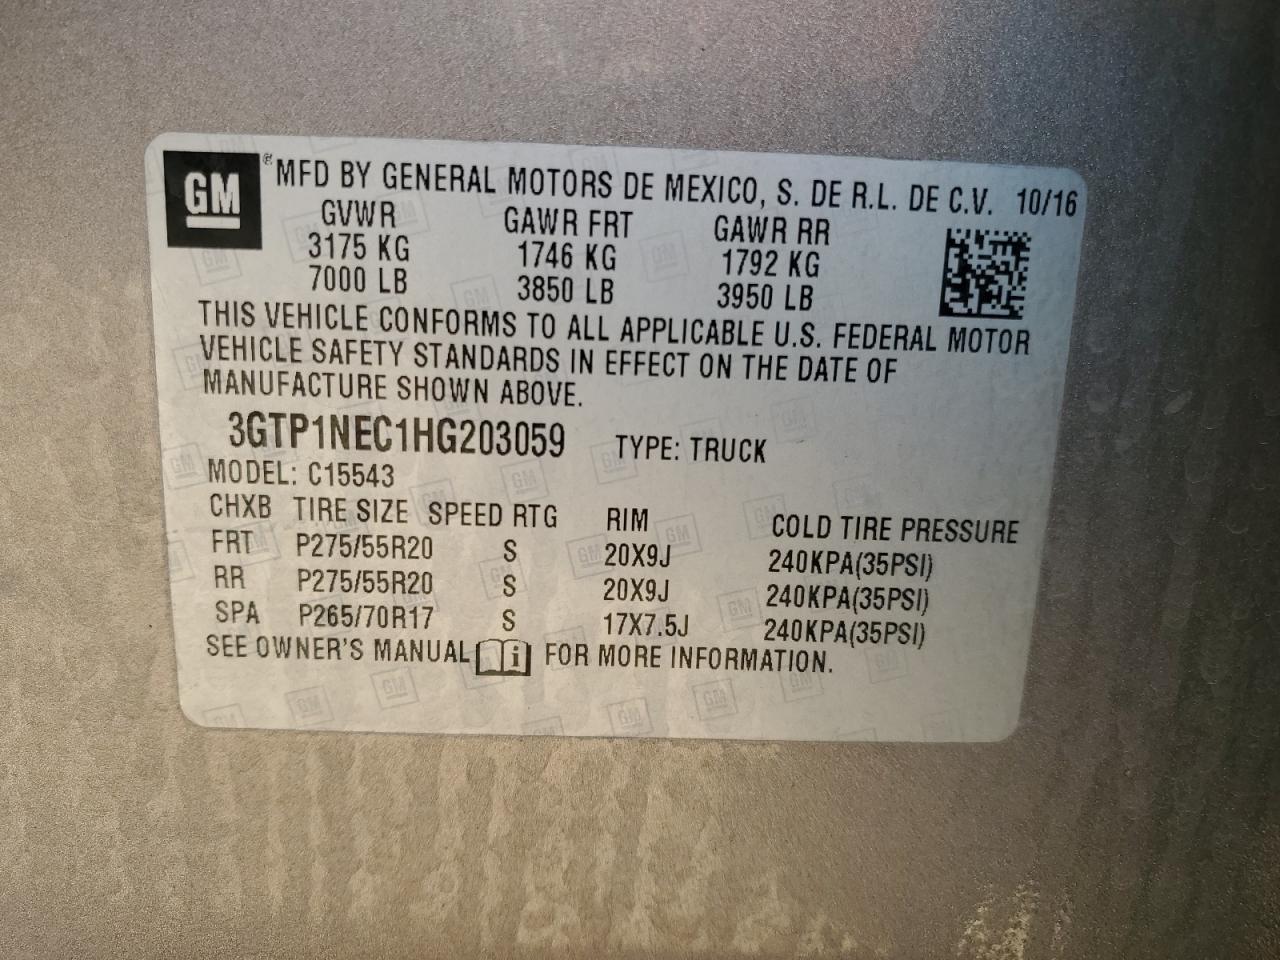 GM ® MFD BY GENERAL MOTORS DE MEXICO, S. DE R.L. DE C.V. 10/16
GVWR GAWR FRT GAWR RR
3175 KG 1746 KG 1792 KG
7000 LB 3850 LB 3950 LB
THIS VEHICLE CONFORMS TO ALL APPLICABLE U.S. FEDERAL MOTOR
VEHICLE SAFETY STANDARDS IN EFFECT ON THE DATE OF
MANUFACTURE SHOWN ABOVE.
3GTP1NEC1HG203059 TYPE: TRUCK
MODEL: C15543
CHXB TIRE SIZE SPEED RTG RIM COLD TIRE PRESSURE
FRT P275/55R20 S 20X9J 240KPA(35PSI)
RR P275/55R20 S 20X9J 240KPA(35PSI)
SPA P265/70R17 S 17X7.5J 240KPA(35PSI)
SEE OWNER'S MANUAL i FOR MORE INFORMATION.